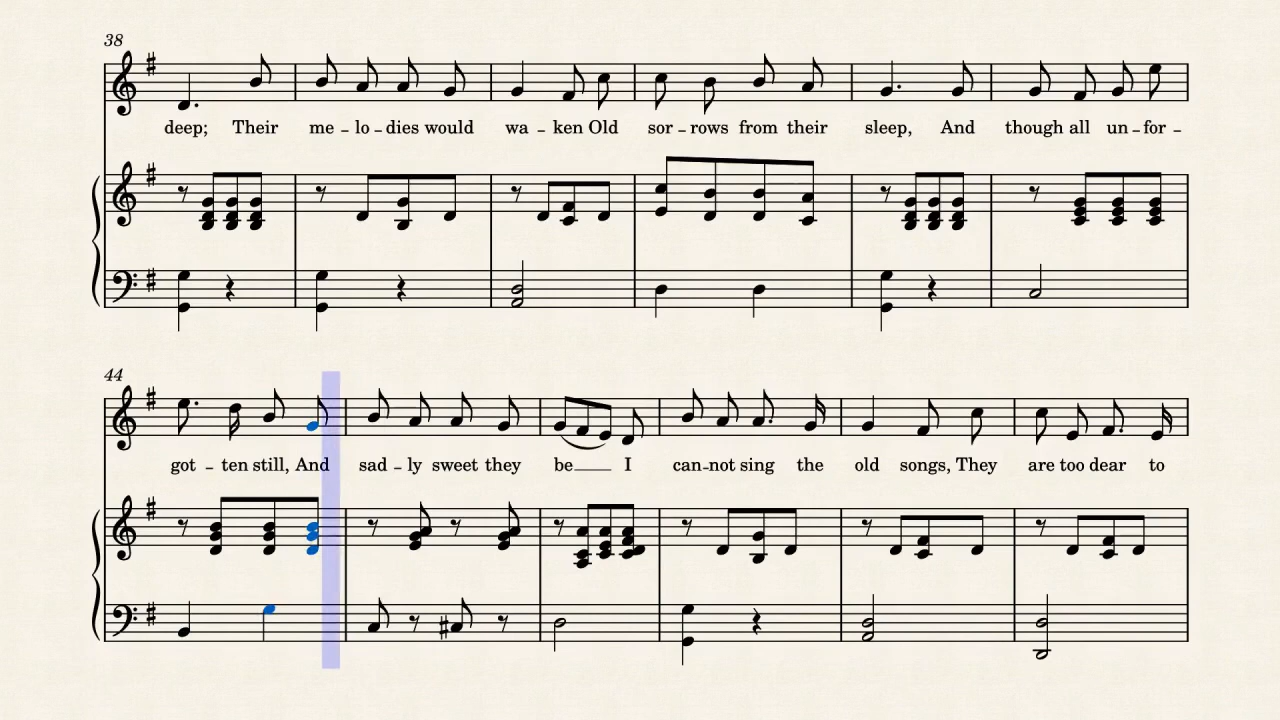 38
deep; Their me – lo – dies would wa – ken Old sor – rows from their sleep, And though all un – for –
44
got – ten still, And sad – ly sweet they be I can – not sing the old songs, They are too dear to